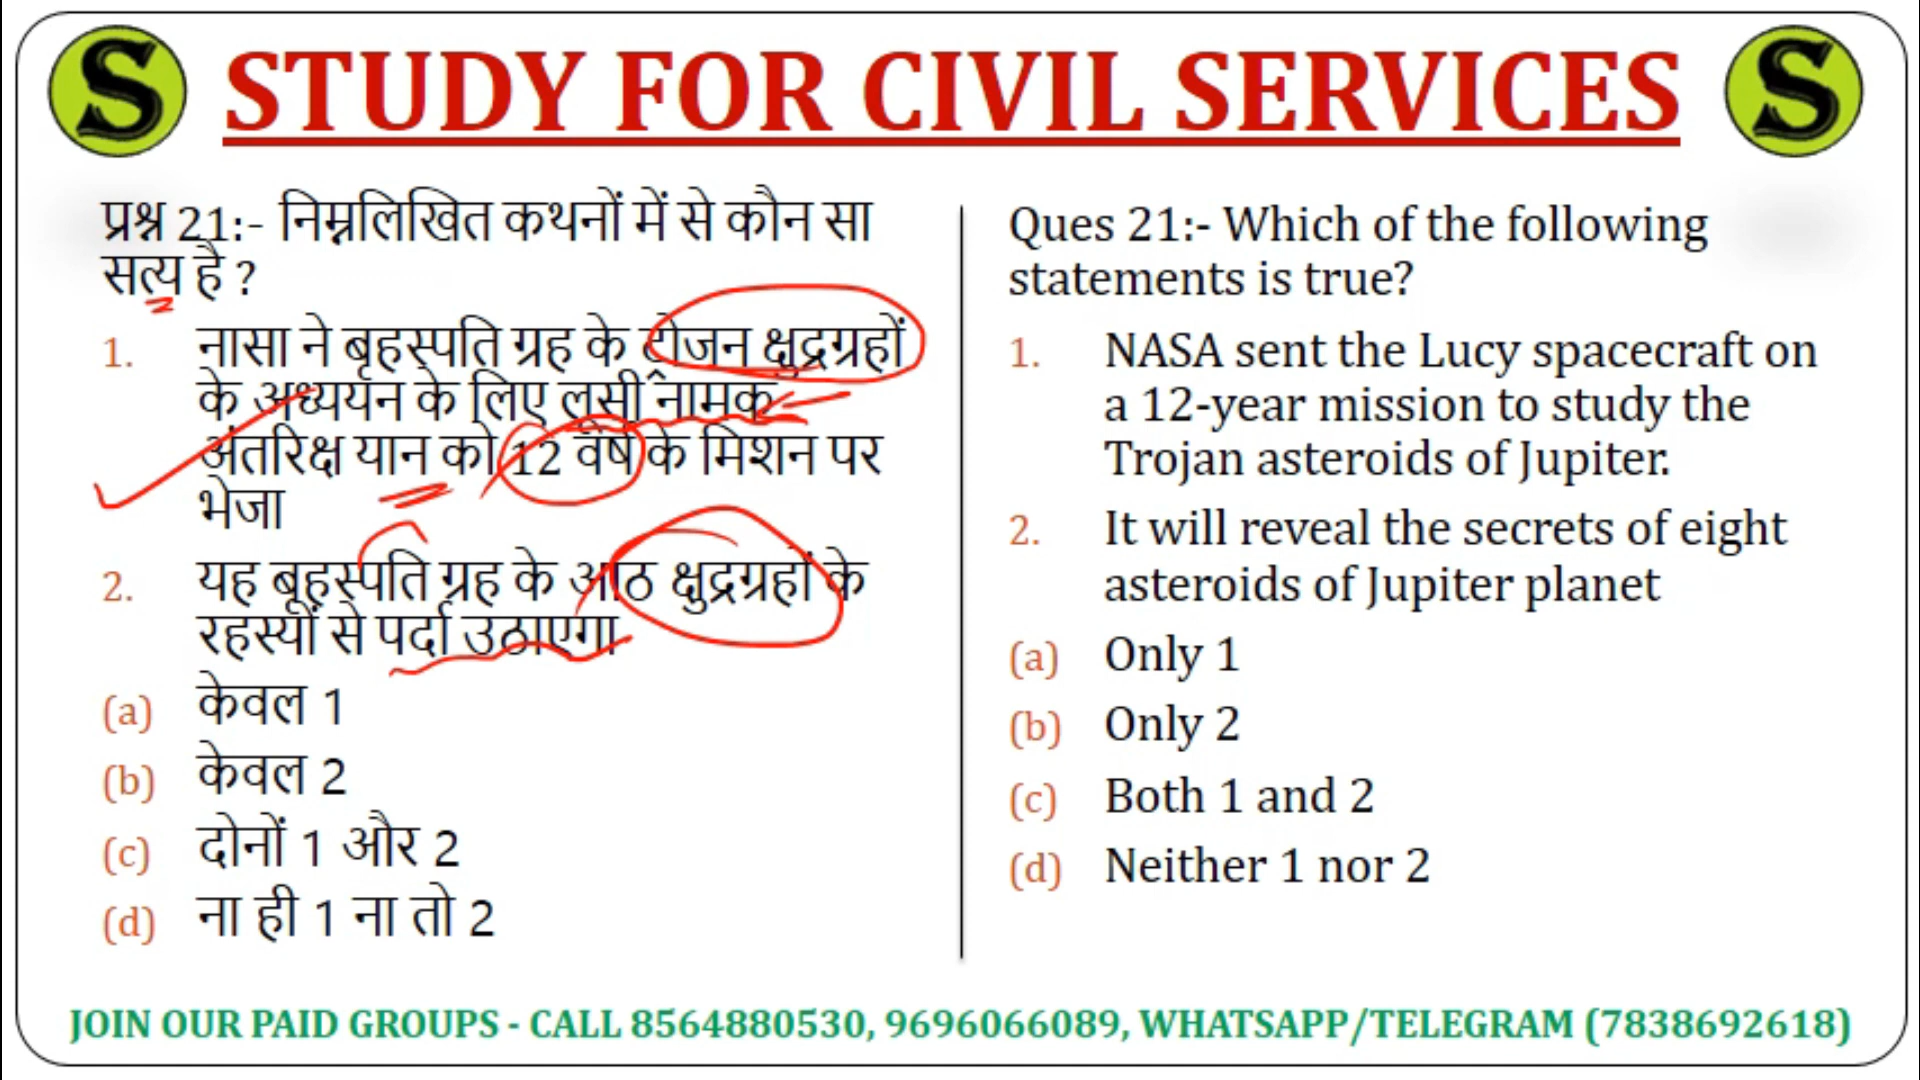 S
STUDY FOR CIVIL SERVICES
S
प्रश्न 21:- निम्नलिखित कथनों में से कौन सा
सत्य है ?
1. नासा ने बृहस्पति ग्रह के ट्रोजन क्षुद्रग्रहों
के अध्ययन के लिए लूसी नामक
अंतरिक्ष यान को 12 वर्ष के मिशन पर
भेजा
2. यह बृहस्पति ग्रह के आठ क्षुद्रग्रहों के
रहस्यों से पर्दा उठाएगा
(a) केवल 1
(b) केवल 2
(c) दोनों 1 और 2
(d) ना ही 1 ना तो 2
Ques 21:- Which of the following
statements is true?
1. NASA sent the Lucy spacecraft on
a 12-year mission to study the
Trojan asteroids of Jupiter.
2. It will reveal the secrets of eight
asteroids of Jupiter planet
(a) Only 1
(b) Only 2
(c) Both 1 and 2
(d) Neither 1 nor 2
JOIN OUR PAID GROUPS - CALL 8564880530, 9696066089, WHATSAPP/TELEGRAM (7838692618)